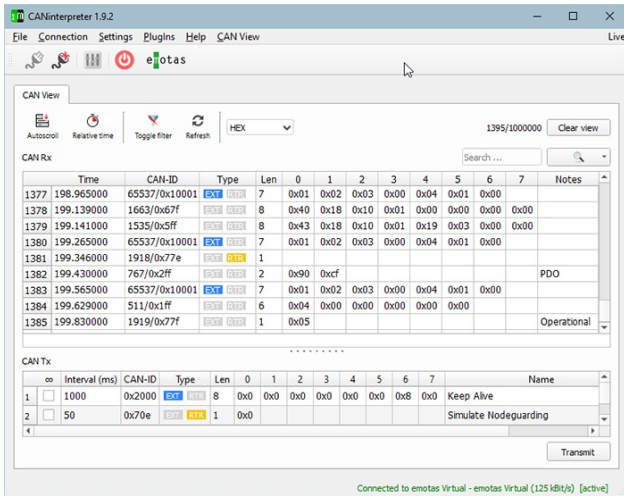 CANinterpreter 1.9.2
File Connection Settings PlugIns Help CAN View Live
emotas
CAN View
Autoscroll Relative time Toggle filter Refresh HEX 1395/1000000 Clear view
CAN Rx Search ...
Time CAN-ID Type Len 0 1 2 3 4 5 6 7 Notes
1377 198.965000 65537/0x10001 EXT RTR 7 0x01 0x02 0x03 0x00 0x04 0x01 0x00
1378 199.139000 1663/0x67f EXT RTR 8 0x40 0x18 0x10 0x01 0x00 0x00 0x00 0x00
1379 199.141000 1535/0x5ff EXT RTR 8 0x43 0x18 0x10 0x01 0x19 0x03 0x00 0x00
1380 199.265000 65537/0x10001 EXT RTR 7 0x01 0x02 0x03 0x00 0x04 0x01 0x00
1381 199.346000 1918/0x77e EXT RTR 1
1382 199.430000 767/0x2ff EXT RTR 2 0x90 0xcf PDO
1383 199.565000 65537/0x10001 EXT RTR 7 0x01 0x02 0x03 0x00 0x04 0x01 0x00
1384 199.629000 511/0x1ff EXT RTR 6 0x04 0x00 0x00 0x00 0x00 0x00
1385 199.830000 1919/0x77f EXT RTR 1 0x05 Operational
CAN Tx
∞ Interval (ms) CAN-ID Type Len 0 1 2 3 4 5 6 7 Name
1 1000 0x2000 EXT RTR 8 0x0 0x0 0x0 0x0 0x0 0x0 0x8 0x0 Keep Alive
2 50 0x70e EXT RTR 1 0x0 Simulate Nodeguarding
Transmit
Connected to emotas Virtual - emotas Virtual (125 kBit/s) [active]